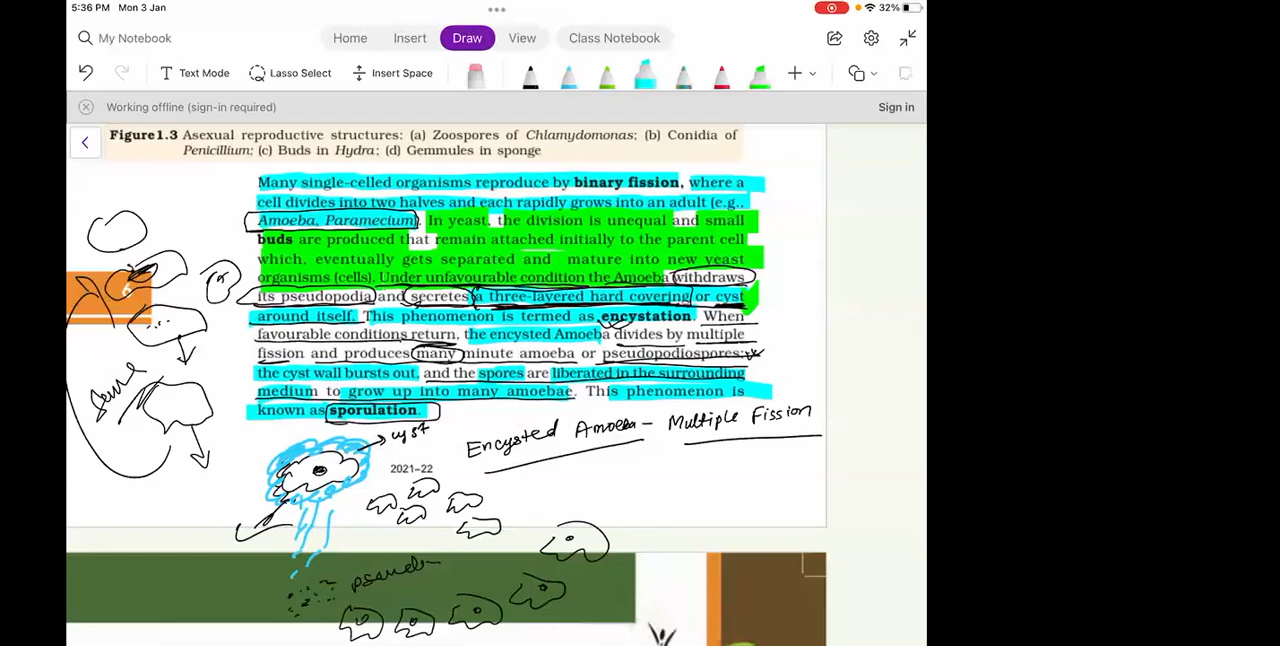 5:36 PM Mon 3 Jan
32%
My Notebook
Home Insert Draw View Class Notebook
Text Mode Lasso Select Insert Space
Working offline (sign-in required) Sign in
Figure1.3 Asexual reproductive structures: (a) Zoospores of Chlamydomonas; (b) Conidia of
Penicillium; (c) Buds in Hydra; (d) Gemmules in sponge
Many single-celled organisms reproduce by binary fission, where a
cell divides into two halves and each rapidly grows into an adult (e.g.,
Amoeba, Paramecium). In yeast, the division is unequal and small
buds are produced that remain attached initially to the parent cell
which, eventually gets separated and mature into new yeast
organisms (cells). Under unfavourable condition the Amoeba withdraws
its pseudopodia and secretes a three-layered hard covering or cyst
around itself. This phenomenon is termed as encystation. When
favourable conditions return, the encysted Amoeba divides by multiple
fission and produces many minute amoeba or pseudopodiospores;
the cyst wall bursts out, and the spores are liberated in the surrounding
medium to grow up into many amoebae. This phenomenon is
known as sporulation.
Encysted Amoeba - Multiple Fission
cyst
2021-22
pseudo